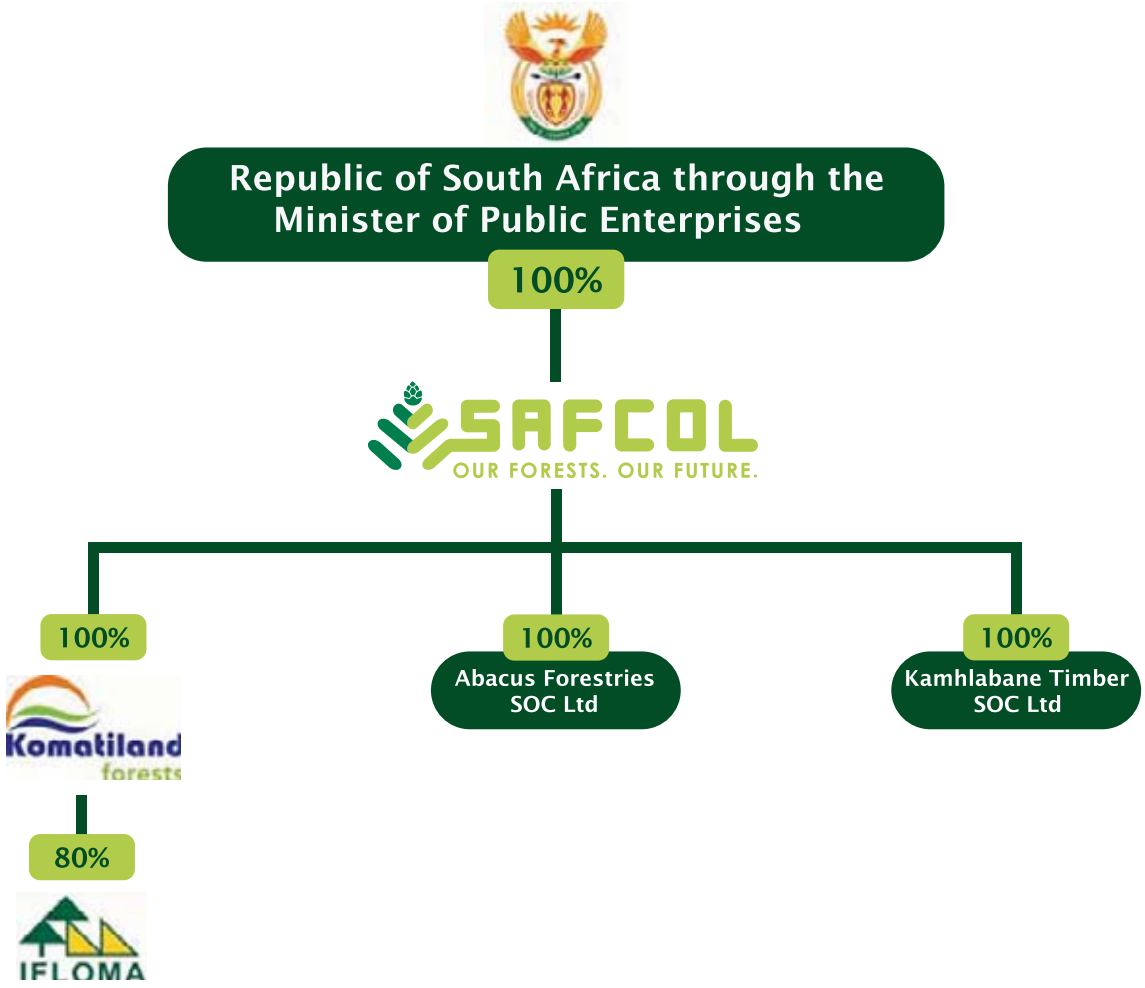 Republic of South Africa through the
Minister of Public Enterprises
100%
SAFCOL
OUR FORESTS. OUR FUTURE.
100%
100%
100%
Komatiland
forests
Abacus Forestries
SOC Ltd
Kamhlabane Timber
SOC Ltd
80%
IFLOMA